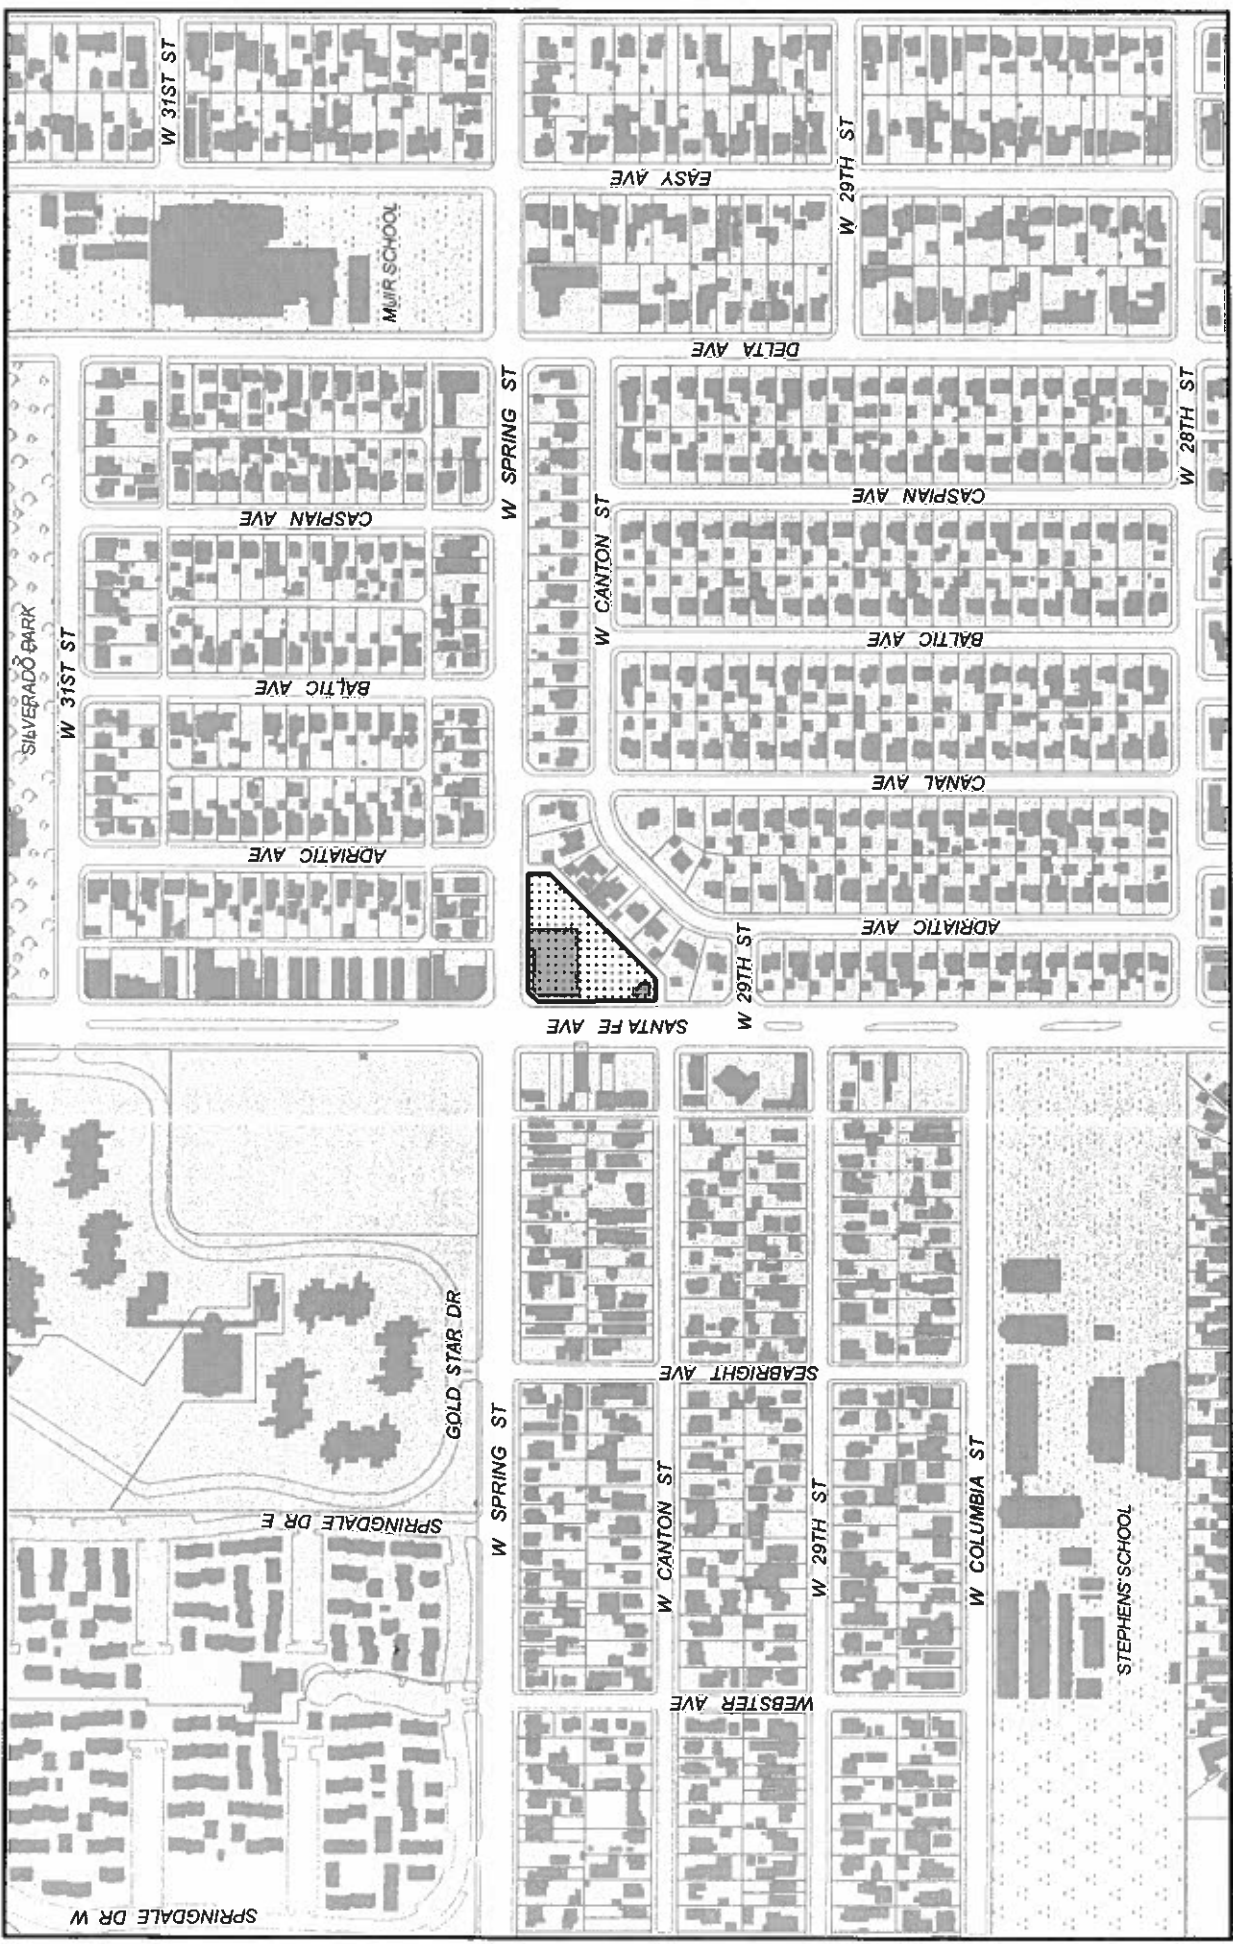 W 31ST ST
EASY AVE
W 29TH ST
MUIR SCHOOL
DELTA AVE
W SPRING ST
W 28TH ST
CASPIAN AVE
W CANTON ST
CASPIAN AVE
SILVERADO PARK
W 31ST ST
BALTIC AVE
BALTIC AVE
CANAL AVE
ADRIATIC AVE
ADRIATIC AVE
W 29TH ST
SANTA FE AVE
GOLD STAR DR
SEABRIGHT AVE
W SPRING ST
SPRINGDALE DR E
W CANTON ST
W 29TH ST
W COLUMBIA ST
STEPHENS SCHOOL
WEBSTER AVE
SPRINGDALE DR W